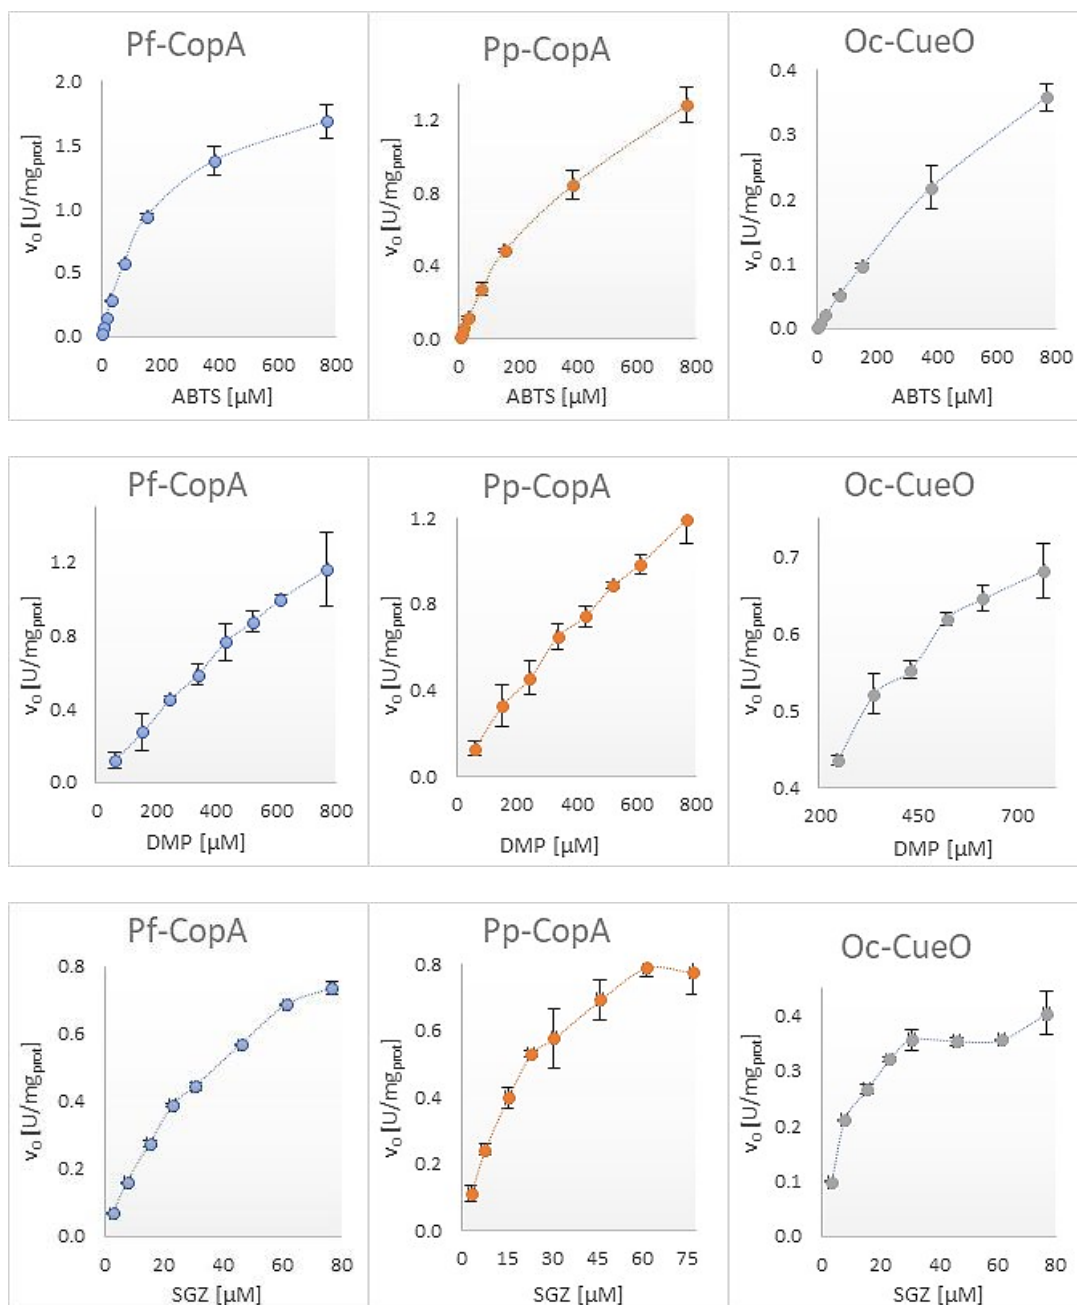 Pf-CopA
Pp-CopA
Oc-CueO
v₀ [U/mgprot]
2.0
1.5
1.0
0.5
0.0
0 200 400 600 800
ABTS [µM]
v₀ [U/mgprot]
1.2
0.8
0.4
0.0
0 200 400 600 800
ABTS [µM]
v₀ [U/mgprot]
0.4
0.3
0.2
0.1
0.0
0 200 400 600 800
ABTS [µM]
Pf-CopA
Pp-CopA
Oc-CueO
v₀ [U/mgprot]
1.2
0.8
0.4
0.0
0 200 400 600 800
DMP [µM]
v₀ [U/mgprot]
1.2
0.8
0.4
0.0
0 200 400 600 800
DMP [µM]
v₀ [U/mgprot]
0.7
0.6
0.5
0.4
200 450 700
DMP [µM]
Pf-CopA
Pp-CopA
Oc-CueO
v₀ [U/mgprot]
0.8
0.6
0.4
0.2
0.0
0 20 40 60 80
SGZ [µM]
v₀ [U/mgprot]
0.8
0.6
0.4
0.2
0.0
0 15 30 45 60 75
SGZ [µM]
v₀ [U/mgprot]
0.4
0.3
0.2
0.1
0.0
0 20 40 60 80
SGZ [µM]